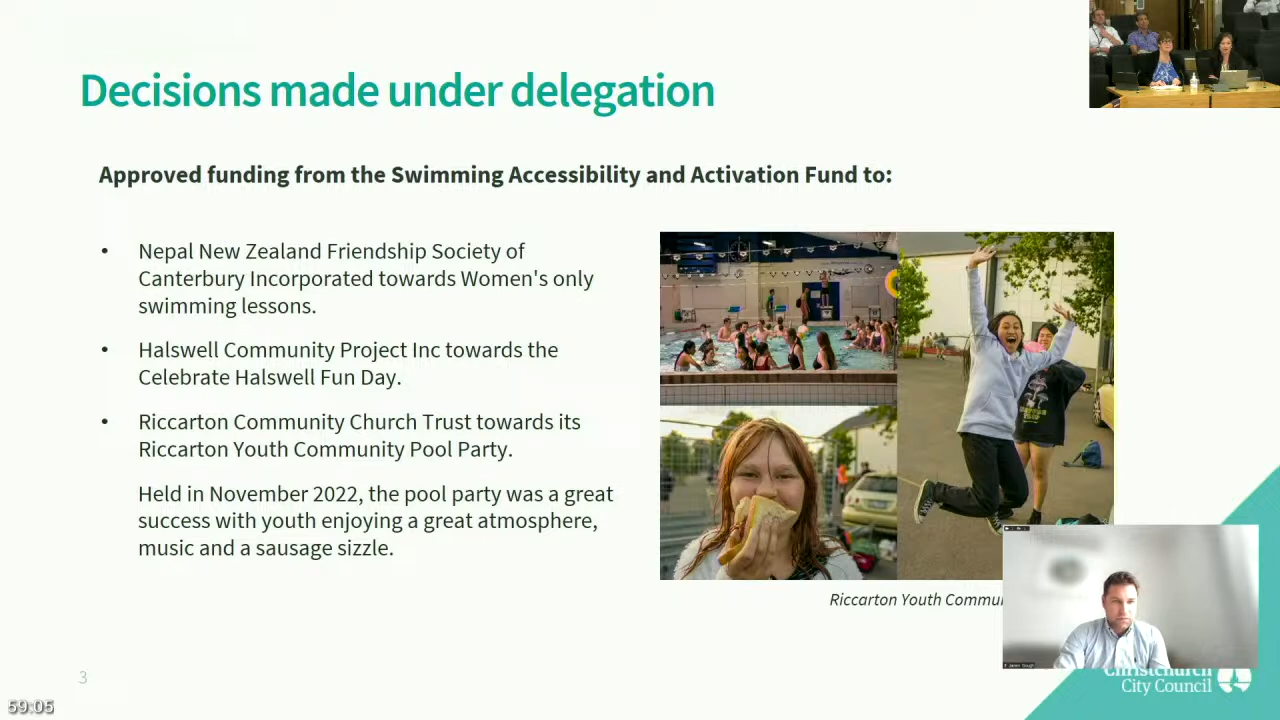 Decisions made under delegation
Approved funding from the Swimming Accessibility and Activation Fund to:
• Nepal New Zealand Friendship Society of
Canterbury Incorporated towards Women's only
swimming lessons.
• Halswell Community Project Inc towards the
Celebrate Halswell Fun Day.
• Riccarton Community Church Trust towards its
Riccarton Youth Community Pool Party.
Held in November 2022, the pool party was a great
success with youth enjoying a great atmosphere,
music and a sausage sizzle.
Riccarton Youth
3
Christchurch
City Council
59:05